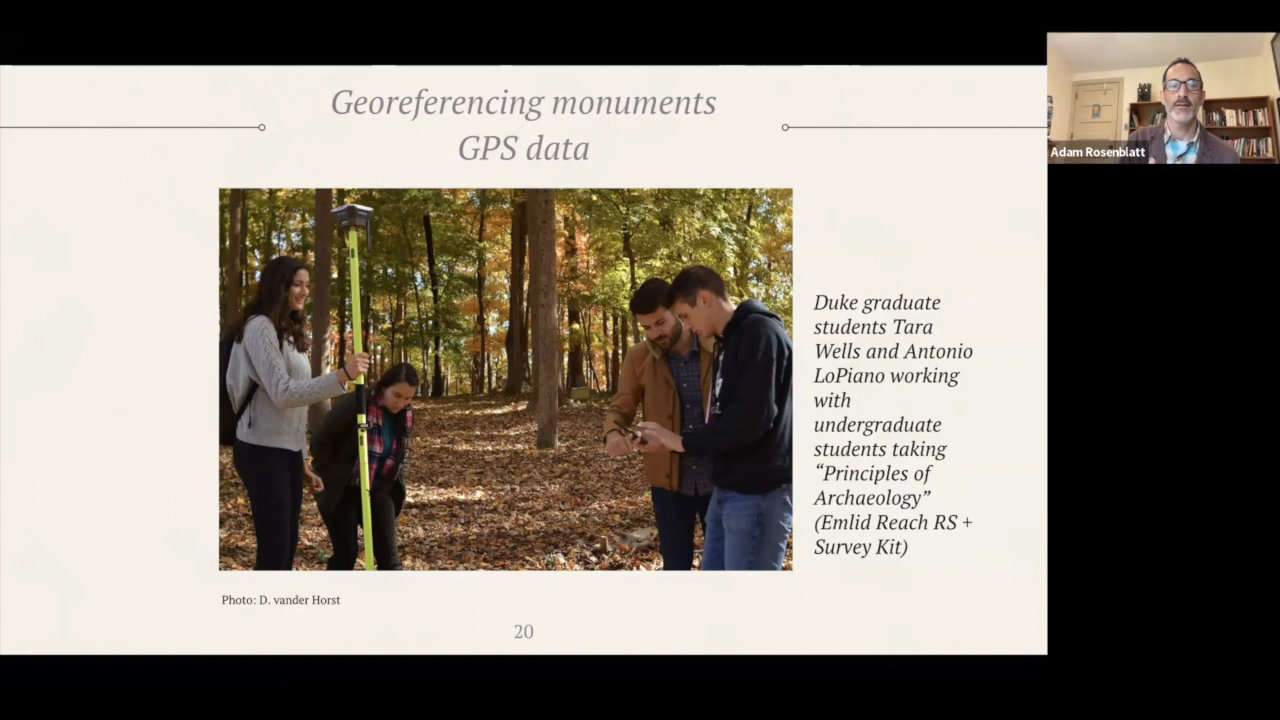 Georeferencing monuments
GPS data
Adam Rosenblatt
Duke graduate
students Tara
Wells and Antonio
LoPiano working
with
undergraduate
students taking
“Principles of
Archaeology”
(Emlid Reach RS +
Survey Kit)
Photo: D. vander Horst
20